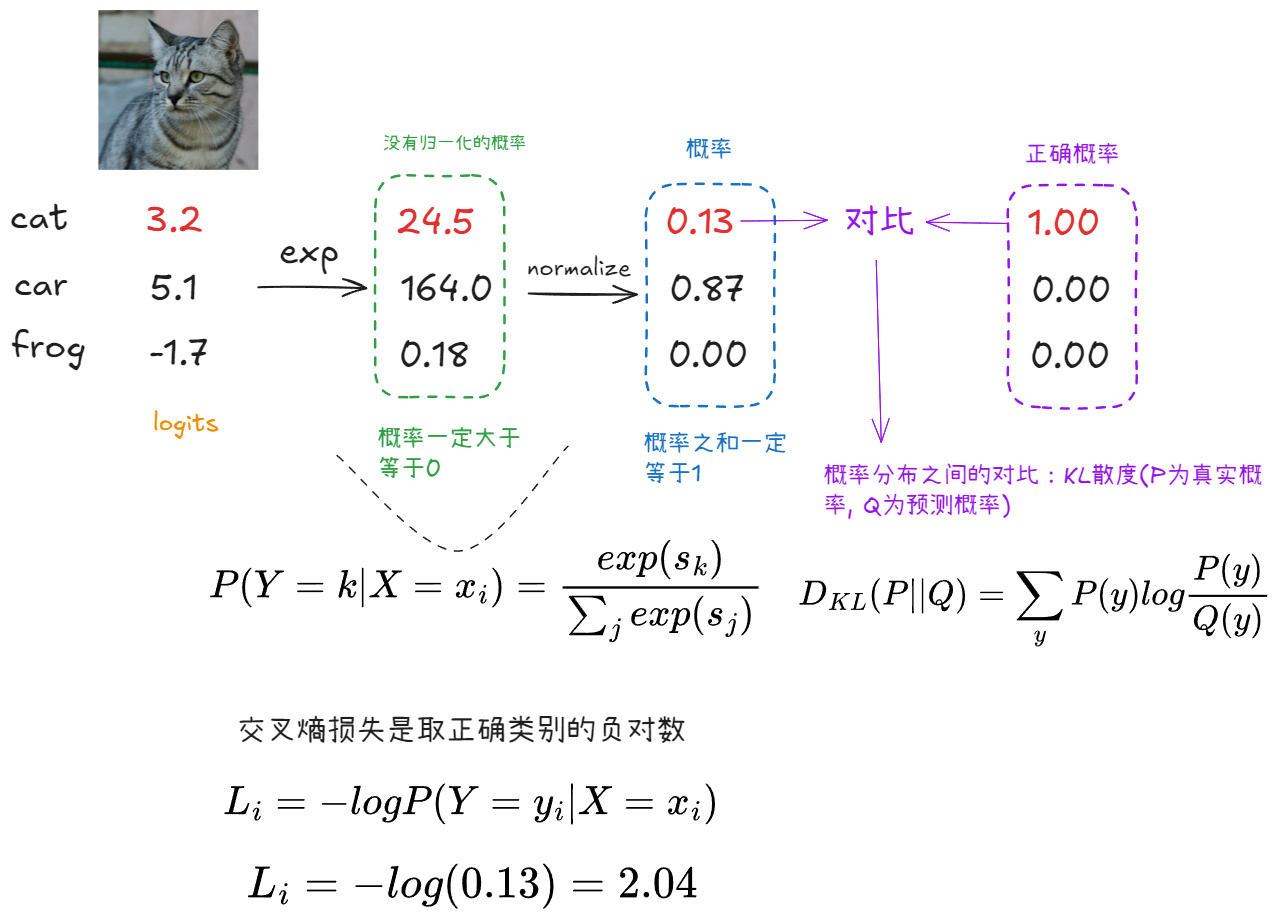 没有归一化的概率
概率
正确概率
cat 3.2 24.5 0.13 对比 1.00
exp
normalize
car 5.1 164.0 0.87 0.00
frog -1.7 0.18 0.00 0.00
logits
概率一定大于
等于0
概率之和一定
等于1
概率分布之间的对比：KL散度(P为真实概
率, Q为预测概率)
P(Y = k|X = x_i) = exp(s_k) / ∑_j exp(s_j)
D_{KL}(P||Q) = ∑_y P(y)log P(y)/Q(y)
交叉熵损失是取正确类别的负对数
L_i = -logP(Y = y_i|X = x_i)
L_i = -log(0.13) = 2.04